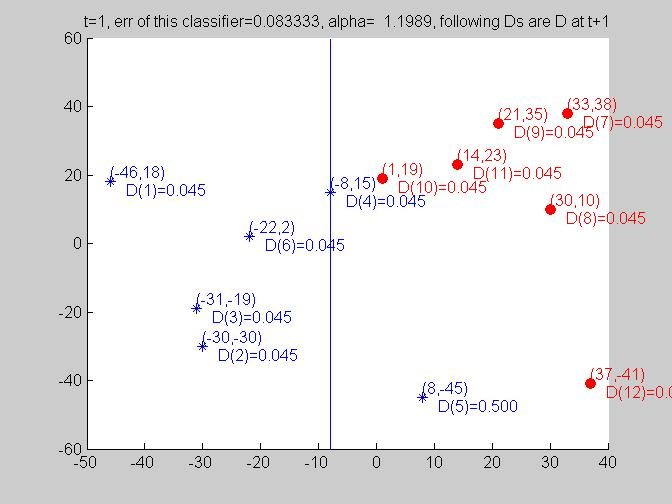 t=1, err of this classifier=0.083333, alpha= 1.1989, following Ds are D at t+1
60
40
20
0
-20
-40
-60
(33,38)
D(7)=0.045
(21,35)
D(9)=0.045
(14,23)
D(11)=0.045
(-46,18)
D(1)=0.045
(1,19)
D(10)=0.045
(-8,15)
D(4)=0.045
(30,10)
D(8)=0.045
(-22,2)
D(6)=0.045
(-31,-19)
D(3)=0.045
(-30,-30)
D(2)=0.045
(37,-41)
D(12)=0.0
(8,-45)
D(5)=0.500
-50 -40 -30 -20 -10 0 10 20 30 40